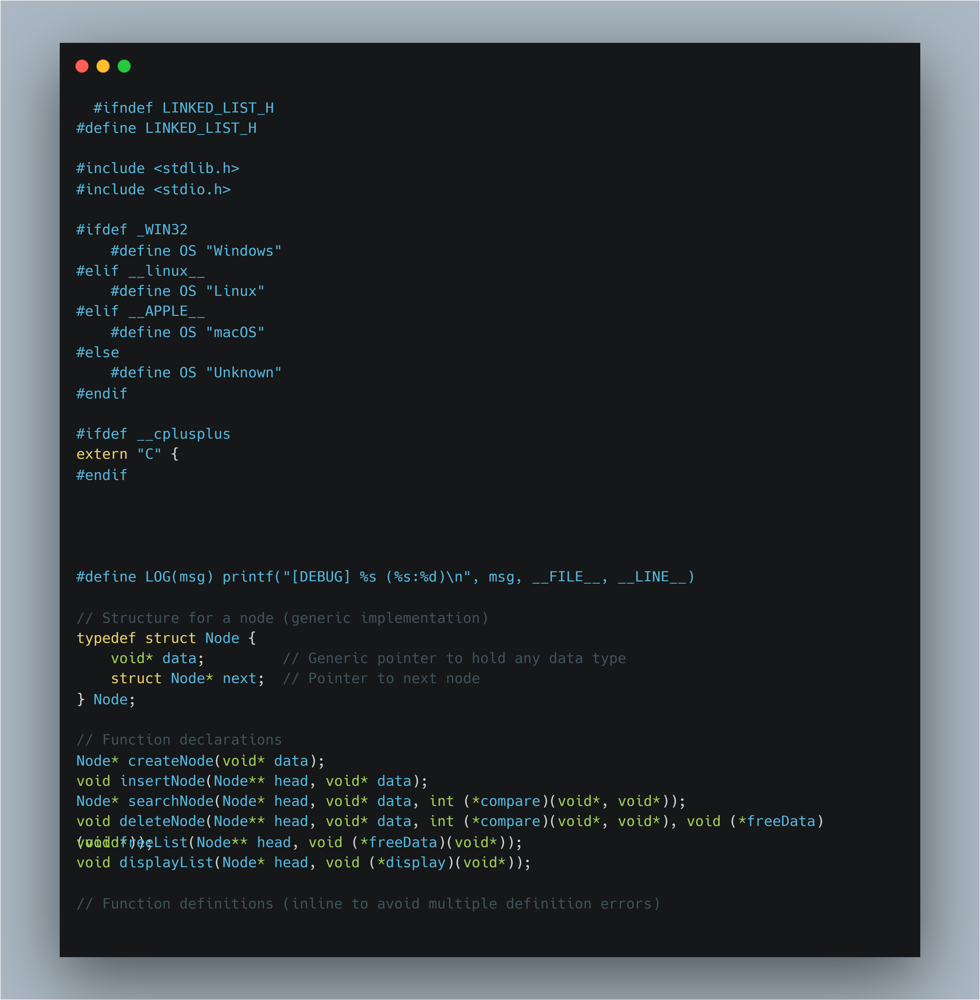 #ifndef LINKED_LIST_H
#define LINKED_LIST_H
#include <stdlib.h>
#include <stdio.h>
#ifdef _WIN32
#define OS "Windows"
#elif __linux__
#define OS "Linux"
#elif __APPLE__
#define OS "macOS"
#else
#define OS "Unknown"
#endif
#ifdef __cplusplus
extern "C" {
#endif
#define LOG(msg) printf("[DEBUG] %s (%s:%d)\n", msg, __FILE__, __LINE__)
// Structure for a node (generic implementation)
typedef struct Node {
void* data; // Generic pointer to hold any data type
struct Node* next; // Pointer to next node
} Node;
// Function declarations
Node* createNode(void* data);
void insertNode(Node** head, void* data);
Node* searchNode(Node* head, void* data, int (*compare)(void*, void*));
void deleteNode(Node** head, void* data, int (*compare)(void*, void*), void (*freeData)
(void*));
void freeList(Node** head, void (*freeData)(void*));
void displayList(Node* head, void (*display)(void*));
// Function definitions (inline to avoid multiple definition errors)